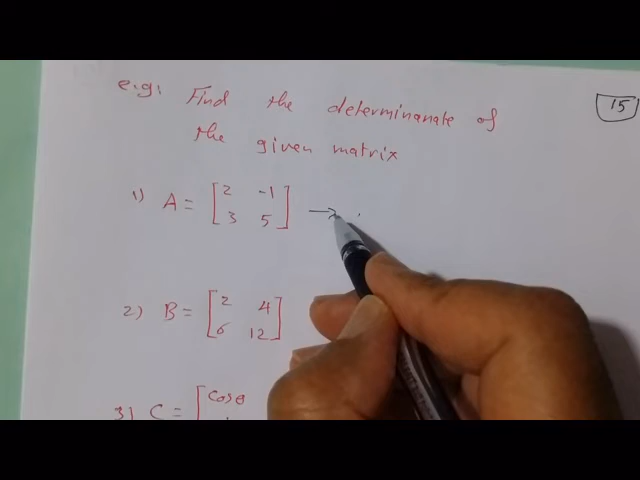 e.g: Find the determinanate of
15
the given matrix
1) A = [2 -1
3 5] →
2) B = [2 4
6 12]
3) C = [cosθ